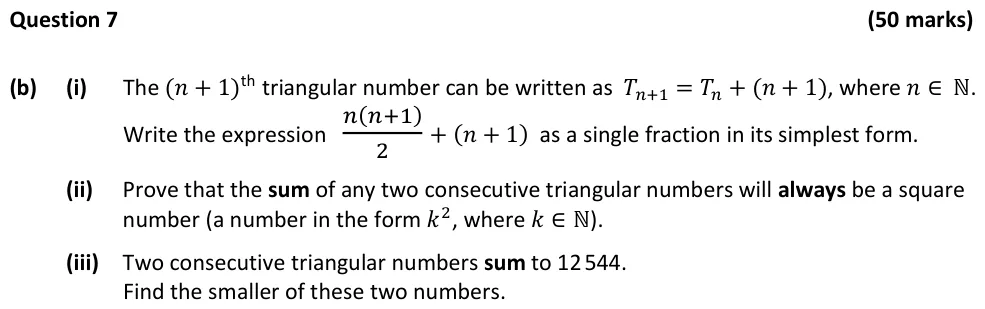 Question 7 (50 marks)
(b) (i) The (n + 1)ᵗʰ triangular number can be written as Tₙ₊₁ = Tₙ + (n + 1), where n ∈ ℕ.
Write the expression n(n+1)/2 + (n + 1) as a single fraction in its simplest form.
(ii) Prove that the sum of any two consecutive triangular numbers will always be a square
number (a number in the form k², where k ∈ ℕ).
(iii) Two consecutive triangular numbers sum to 12 544.
Find the smaller of these two numbers.